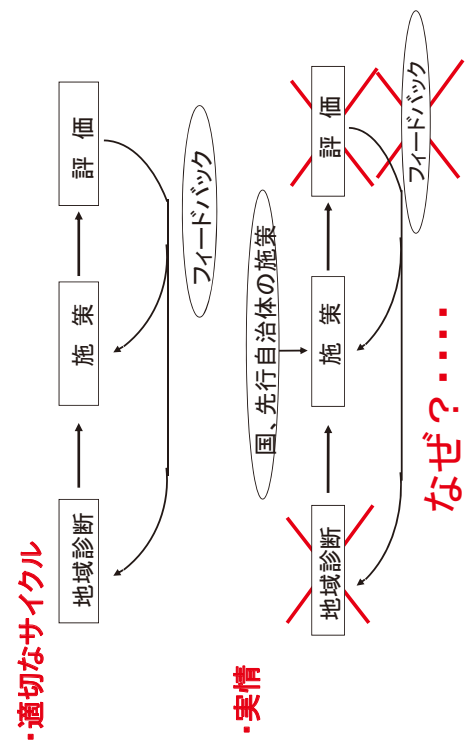 ・適切なサイクル
地域診断
施　策
評　価
フィードバック
・実情
国、先行自治体の施策
地域診断
施　策
評　価
フィードバック
なぜ？・・・・